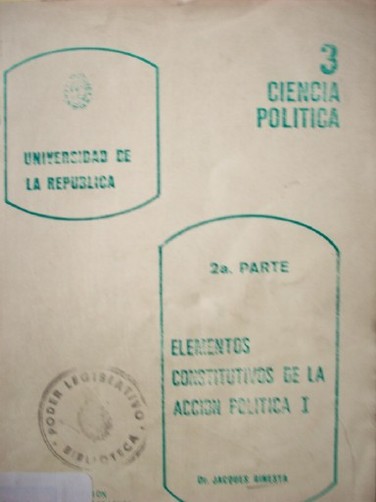 3
CIENCIA
POLITICA
UNIVERSIDAD DE
LA REPUBLICA
2a. PARTE
ELEMENTOS
CONSTITUTIVOS DE LA
ACCION POLITICA I
PODER LEGISLATIVO
BIBLIOTECA
Dr. JACQUES GINESTA